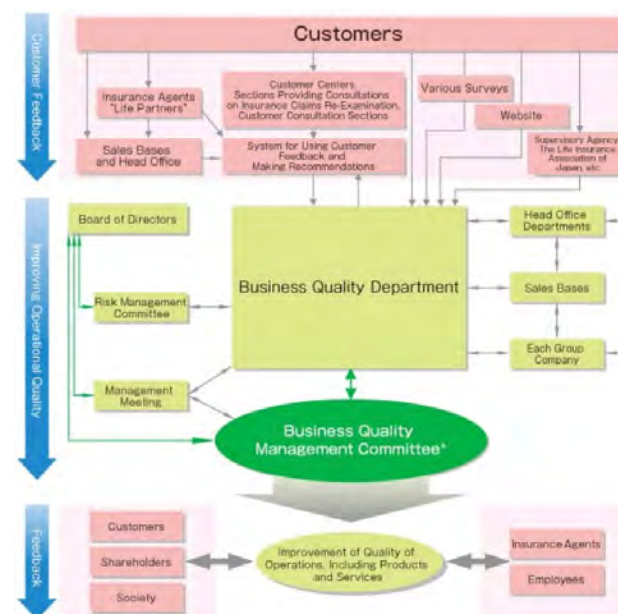 Customer Feedback
Customers
Insurance Agents
"Life Partners"
Customer Centers,
Sections Providing Consultations
on Insurance Claims Re-Examination,
Customer Consultation Sections
Various Surveys
Website
Sales Bases
and Head Office
System for Using Customer
Feedback and
Making Recommendations
Supervisory Agency,
The Life Insurance
Association of
Japan, etc.
Improving Operational Quality
Board of Directors
Business Quality Department
Head Office
Departments
Risk Management
Committee
Sales Bases
Management
Meeting
Each Group
Company
Business Quality
Management Committee*
Feedback
Customers
Shareholders
Society
Improvement of Quality of
Operations, Including Products
and Services
Insurance Agents
Employees